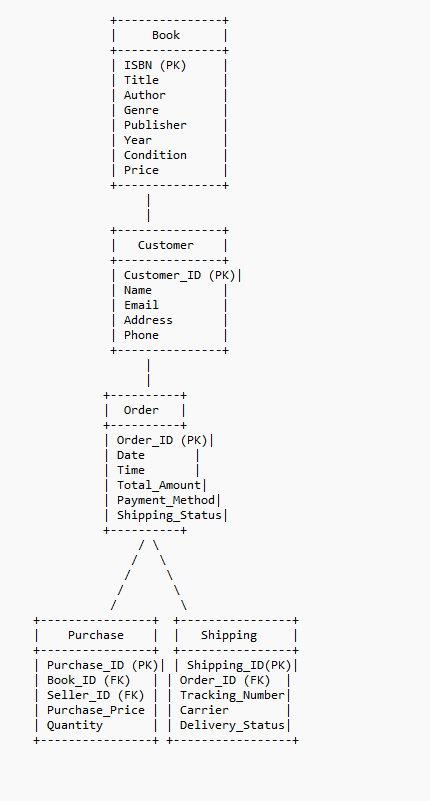 Book
ISBN (PK)
Title
Author
Genre
Publisher
Year
Condition
Price
Customer
Customer_ID (PK)
Name
Email
Address
Phone
Order
Order_ID (PK)
Date
Time
Total_Amount
Payment_Method
Shipping_Status
Purchase
Purchase_ID (PK)
Book_ID (FK)
Seller_ID (FK)
Purchase_Price
Quantity
Shipping
Shipping_ID(PK)
Order_ID (FK)
Tracking_Number
Carrier
Delivery_Status